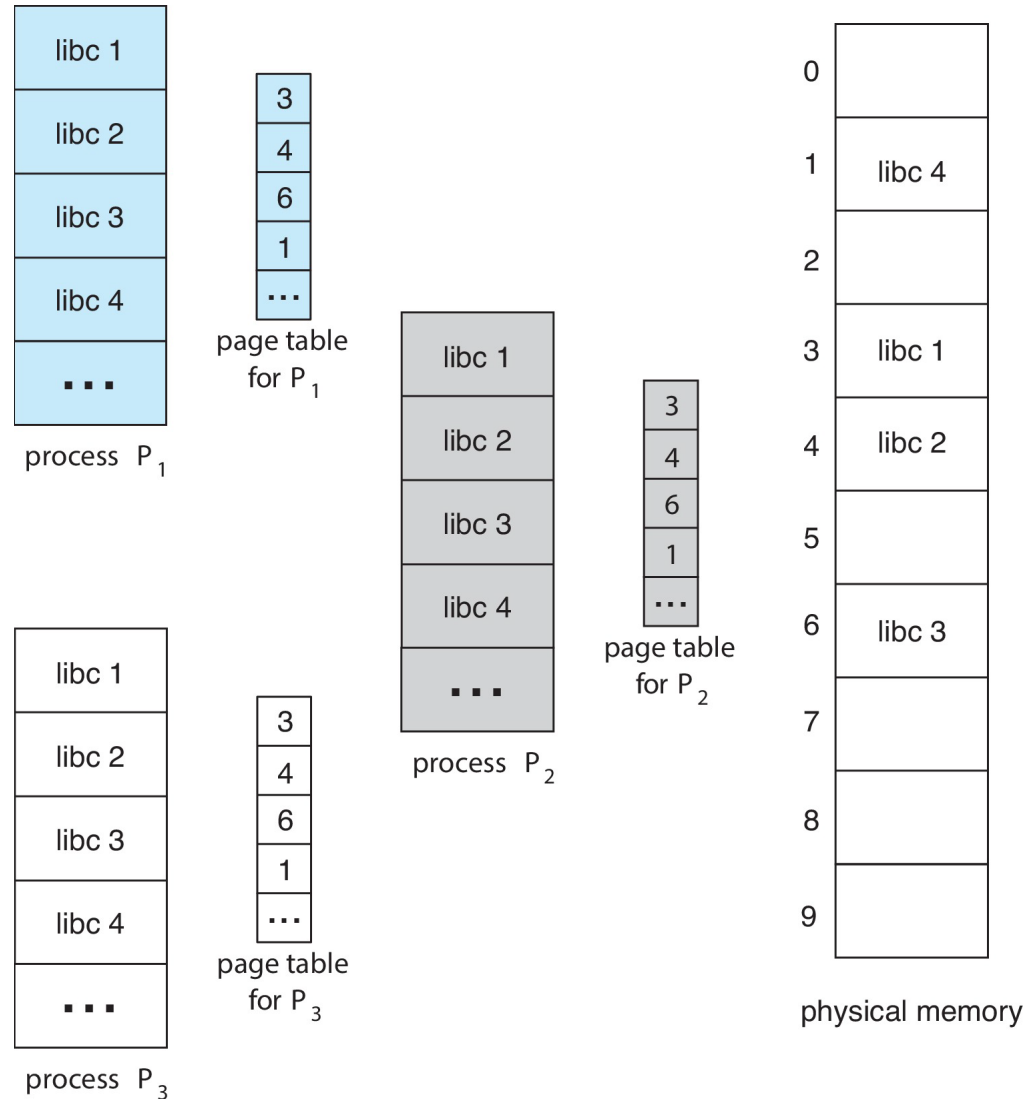 libc 1
libc 2
libc 3
libc 4
...
process P1
3
4
6
1
...
page table
for P1
libc 1
libc 2
libc 3
libc 4
...
process P2
3
4
6
1
...
page table
for P2
libc 1
libc 2
libc 3
libc 4
...
process P3
3
4
6
1
...
page table
for P3
0
1 libc 4
2
3 libc 1
4 libc 2
5
6 libc 3
7
8
9
physical memory